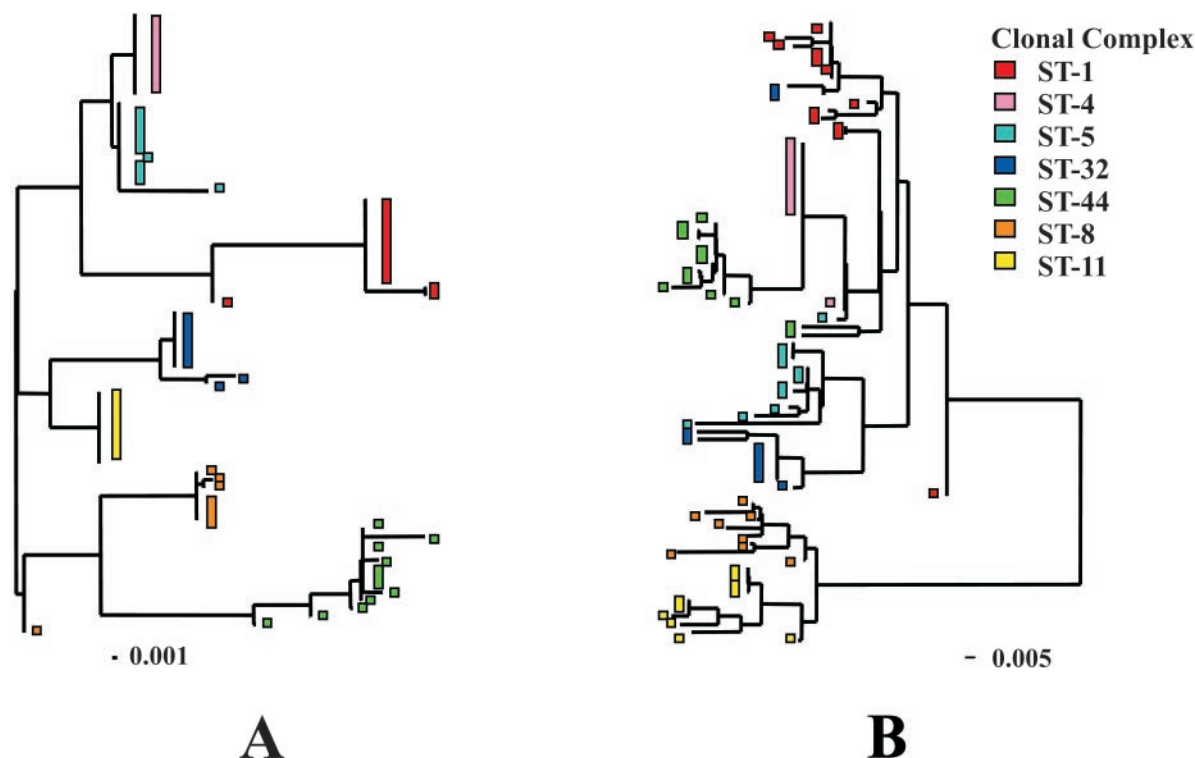 Clonal Complex
ST-1
ST-4
ST-5
ST-32
ST-44
ST-8
ST-11
- 0.001
- 0.005
A
B